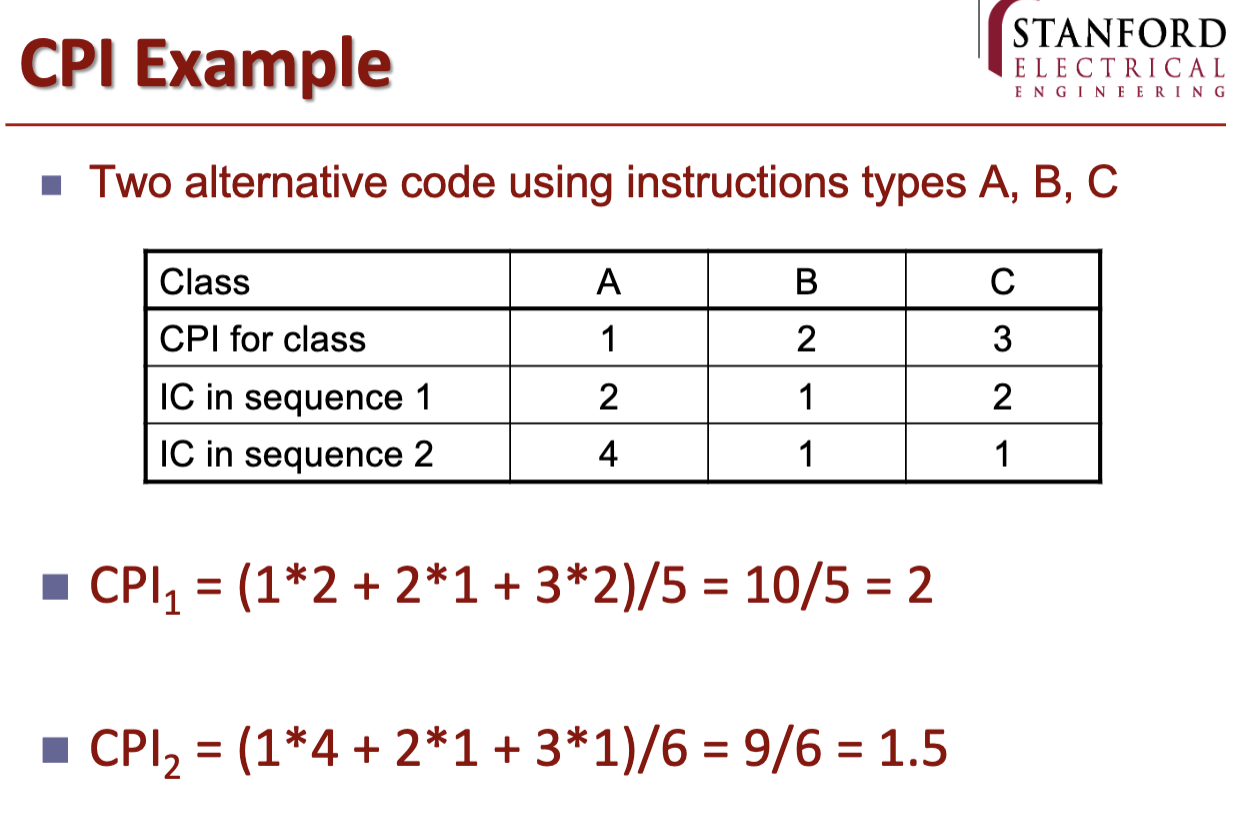 CPI Example
STANFORD
ELECTRICAL
ENGINEERING
Two alternative code using instructions types A, B, C
Class A B C
CPI for class 1 2 3
IC in sequence 1 2 1 2
IC in sequence 2 4 1 1
CPI₁ = (1*2 + 2*1 + 3*2)/5 = 10/5 = 2
CPI₂ = (1*4 + 2*1 + 3*1)/6 = 9/6 = 1.5